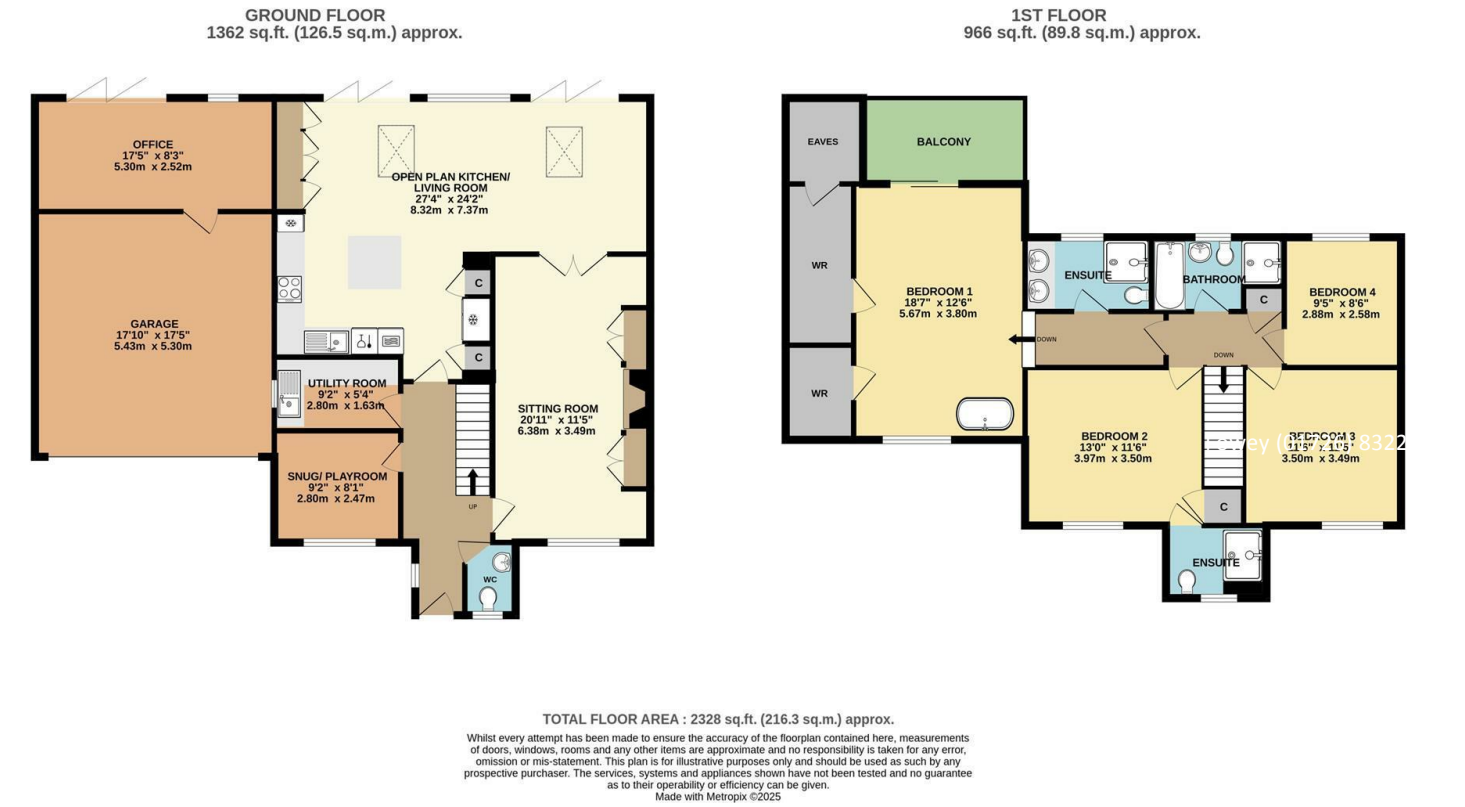 GROUND FLOOR
1362 sq.ft. (126.5 sq.m.) approx.
OFFICE
17'5" x 8'3"
5.30m x 2.52m
OPEN PLAN KITCHEN/
LIVING ROOM
27'4" x 24'2"
8.32m x 7.37m
GARAGE
17'10" x 17'5"
5.43m x 5.30m
C
C
UTILITY ROOM
9'2" x 5'4"
2.80m x 1.63m
SITTING ROOM
20'11" x 11'5"
6.38m x 3.49m
SNUG/ PLAYROOM
9'2" x 8'1"
2.80m x 2.47m
UP
WC
1ST FLOOR
966 sq.ft. (89.8 sq.m.) approx.
EAVES
BALCONY
WR
BEDROOM 1
18'7" x 12'6"
5.67m x 3.80m
WR
ENSUITE
BATHROOM
C
BEDROOM 4
9'5" x 8'6"
2.88m x 2.58m
DOWN
DOWN
BEDROOM 2
13'0" x 11'6"
3.97m x 3.50m
BEDROOM 3
3.50m x 3.49m
C
ENSUITE
TOTAL FLOOR AREA : 2328 sq.ft. (216.3 sq.m.) approx.
Whilst every attempt has been made to ensure the accuracy of the floorplan contained here, measurements
of doors, windows, rooms and any other items are approximate and no responsibility is taken for any error,
omission or mis-statement. This plan is for illustrative purposes only and should be used as such by any
prospective purchaser. The services, systems and appliances shown have not been tested and no guarantee
as to their operability or efficiency can be given.
Made with Metropix ©2025